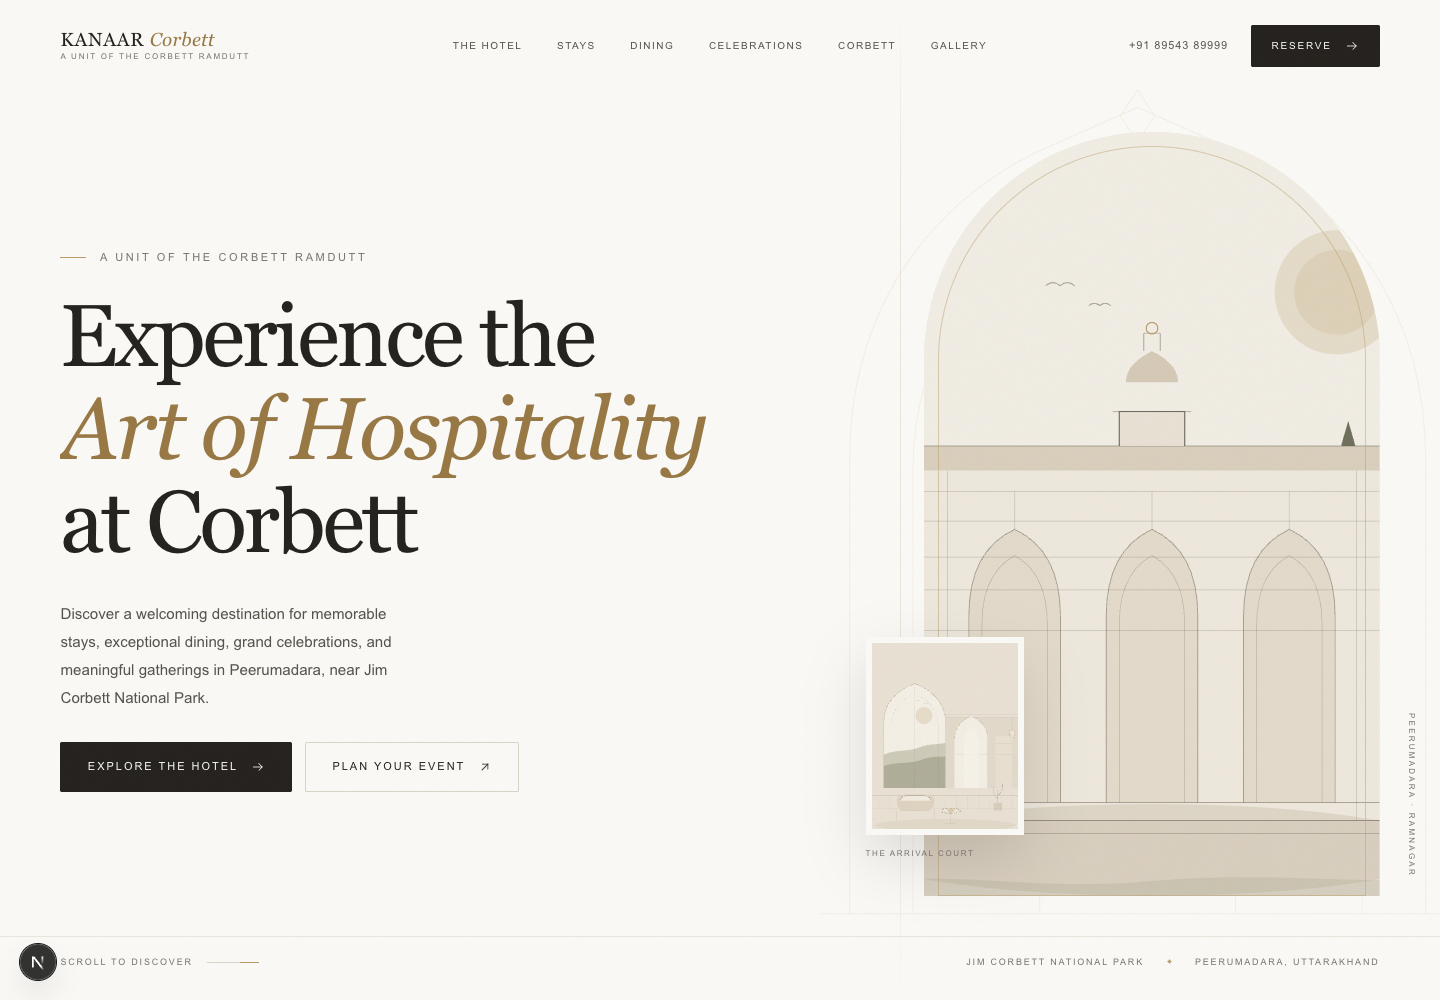 KANAAR Corbett
A UNIT OF THE CORBETT RAMDUTT
THE HOTEL
STAYS
DINING
CELEBRATIONS
CORBETT
GALLERY
+91 89543 89999
RESERVE →
A UNIT OF THE CORBETT RAMDUTT
Experience the
Art of Hospitality
at Corbett
Discover a welcoming destination for memorable
stays, exceptional dining, grand celebrations, and
meaningful gatherings in Peerumadara, near Jim
Corbett National Park.
EXPLORE THE HOTEL →
PLAN YOUR EVENT ↗
THE ARRIVAL COURT
PEERUMADARA · RAMNAGAR
N
SCROLL TO DISCOVER
JIM CORBETT NATIONAL PARK ✦ PEERUMADARA, UTTARAKHAND